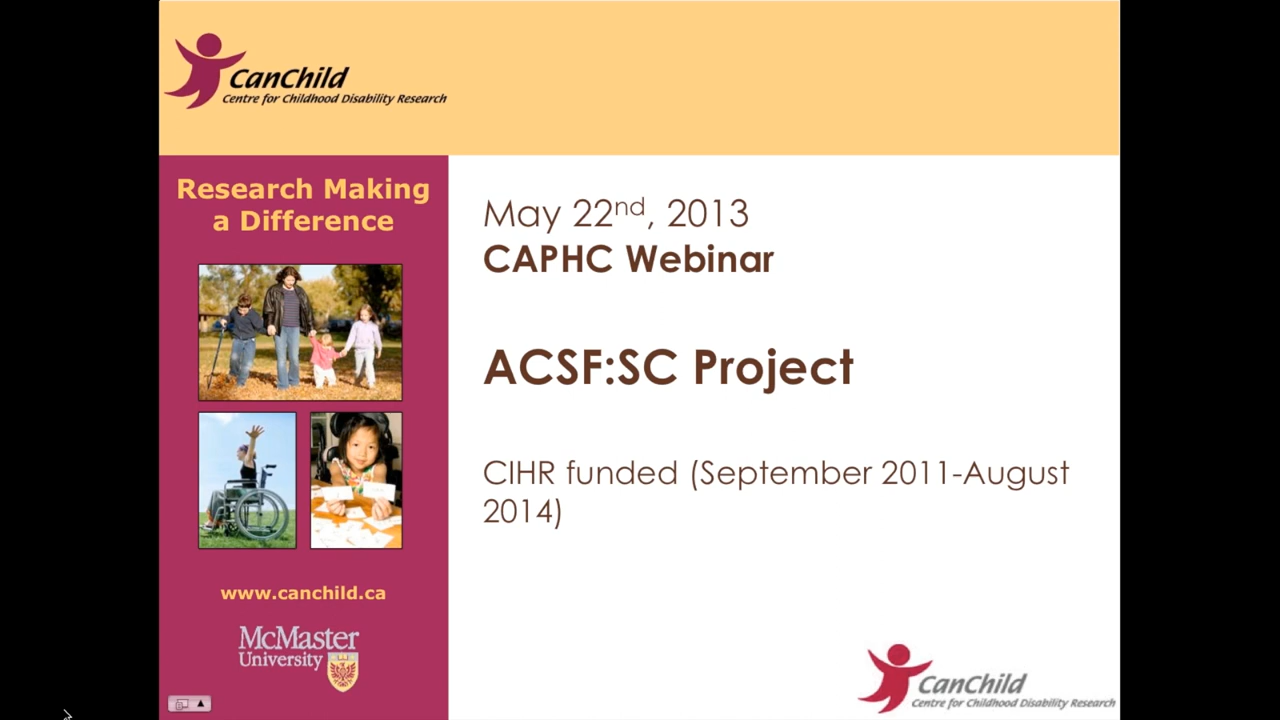 CanChild
Centre for Childhood Disability Research
Research Making
a Difference
www.canchild.ca
McMaster
University
May 22nd, 2013
CAPHC Webinar
ACSF:SC Project
CIHR funded (September 2011-August
2014)
CanChild
Centre for Childhood Disability Research